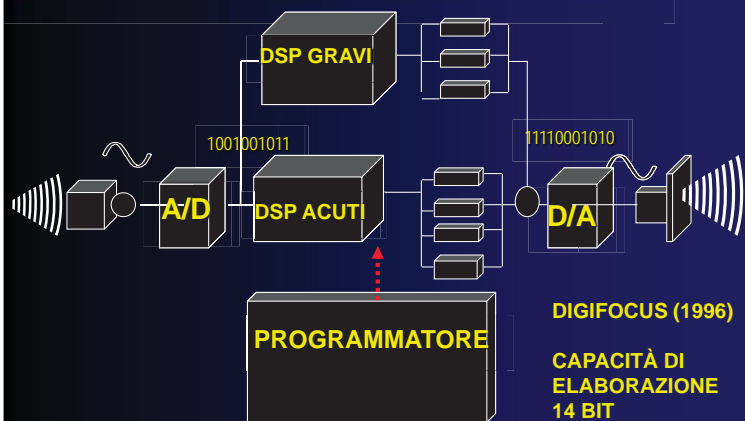 DSP GRAVI
1001001011
11110001010
A/D
DSP ACUTI
D/A
PROGRAMMATORE
DIGIFOCUS (1996)
CAPACITÀ DI
ELABORAZIONE
14 BIT